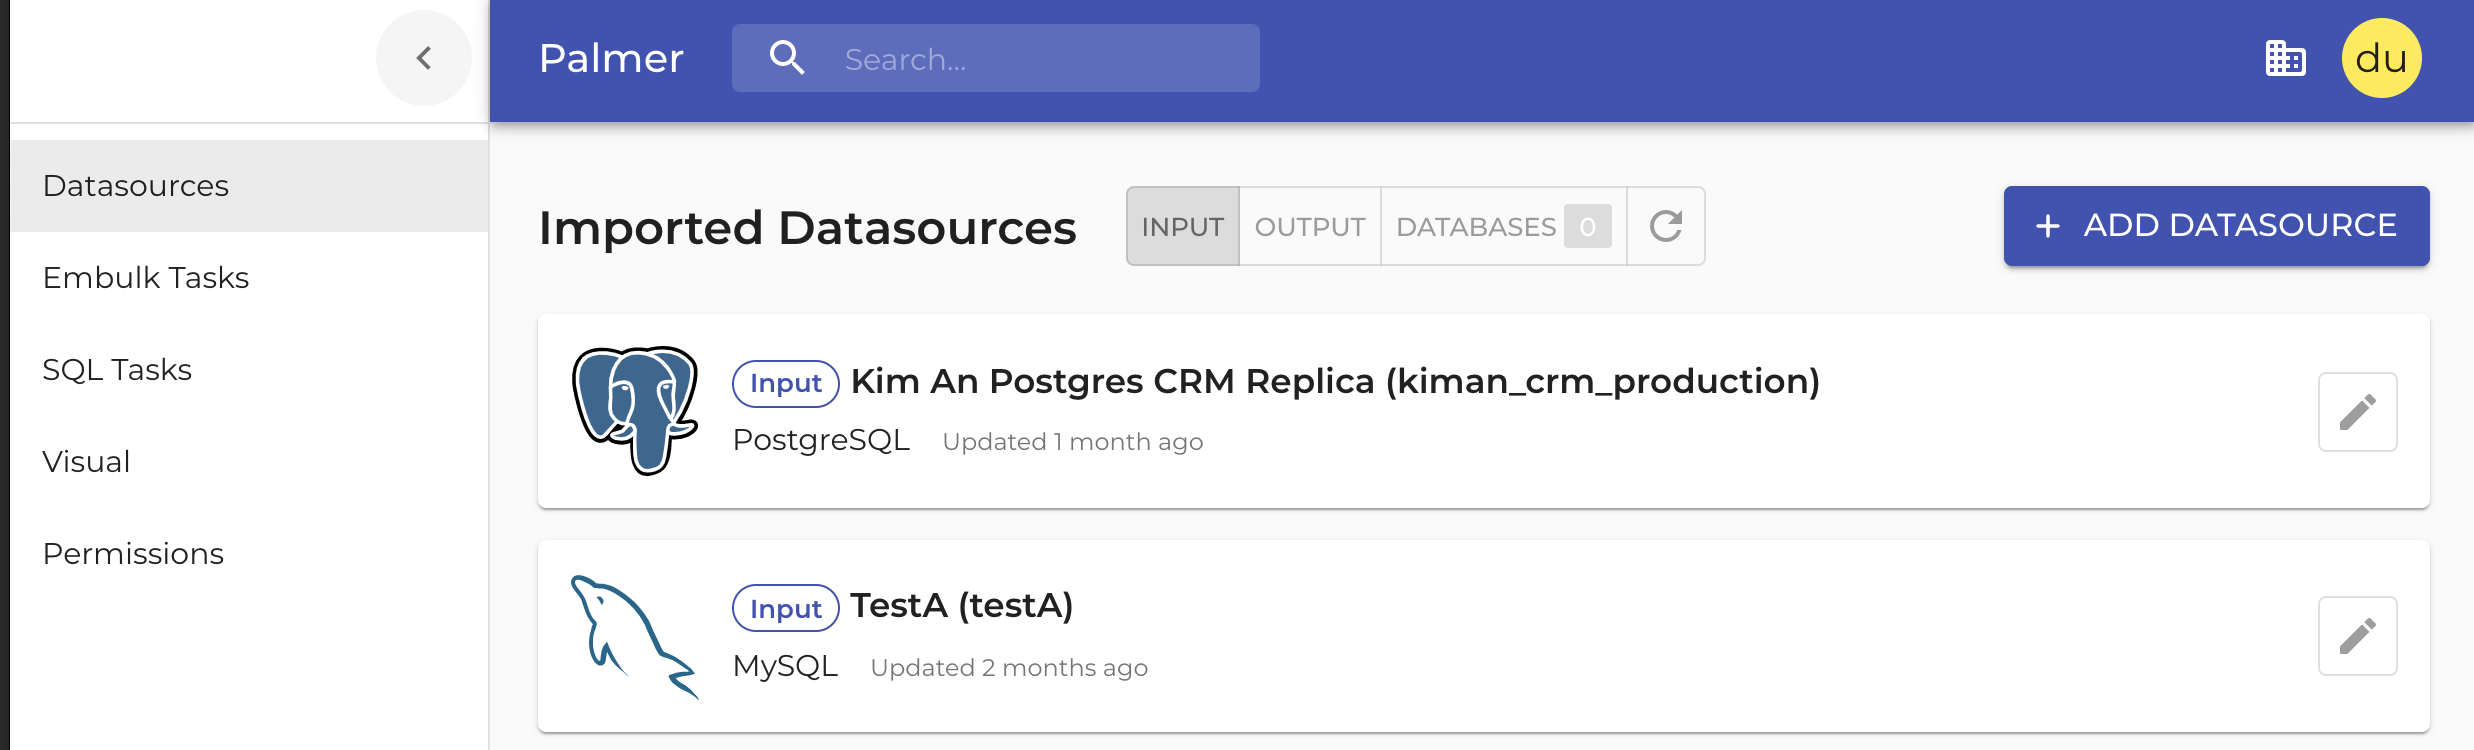 Palmer
Search...
du
Datasources
Embulk Tasks
SQL Tasks
Visual
Permissions
Imported Datasources
INPUT
OUTPUT
DATABASES 0
+ ADD DATASOURCE
Input Kim An Postgres CRM Replica (kiman_crm_production)
PostgreSQL Updated 1 month ago
Input TestA (testA)
MySQL Updated 2 months ago